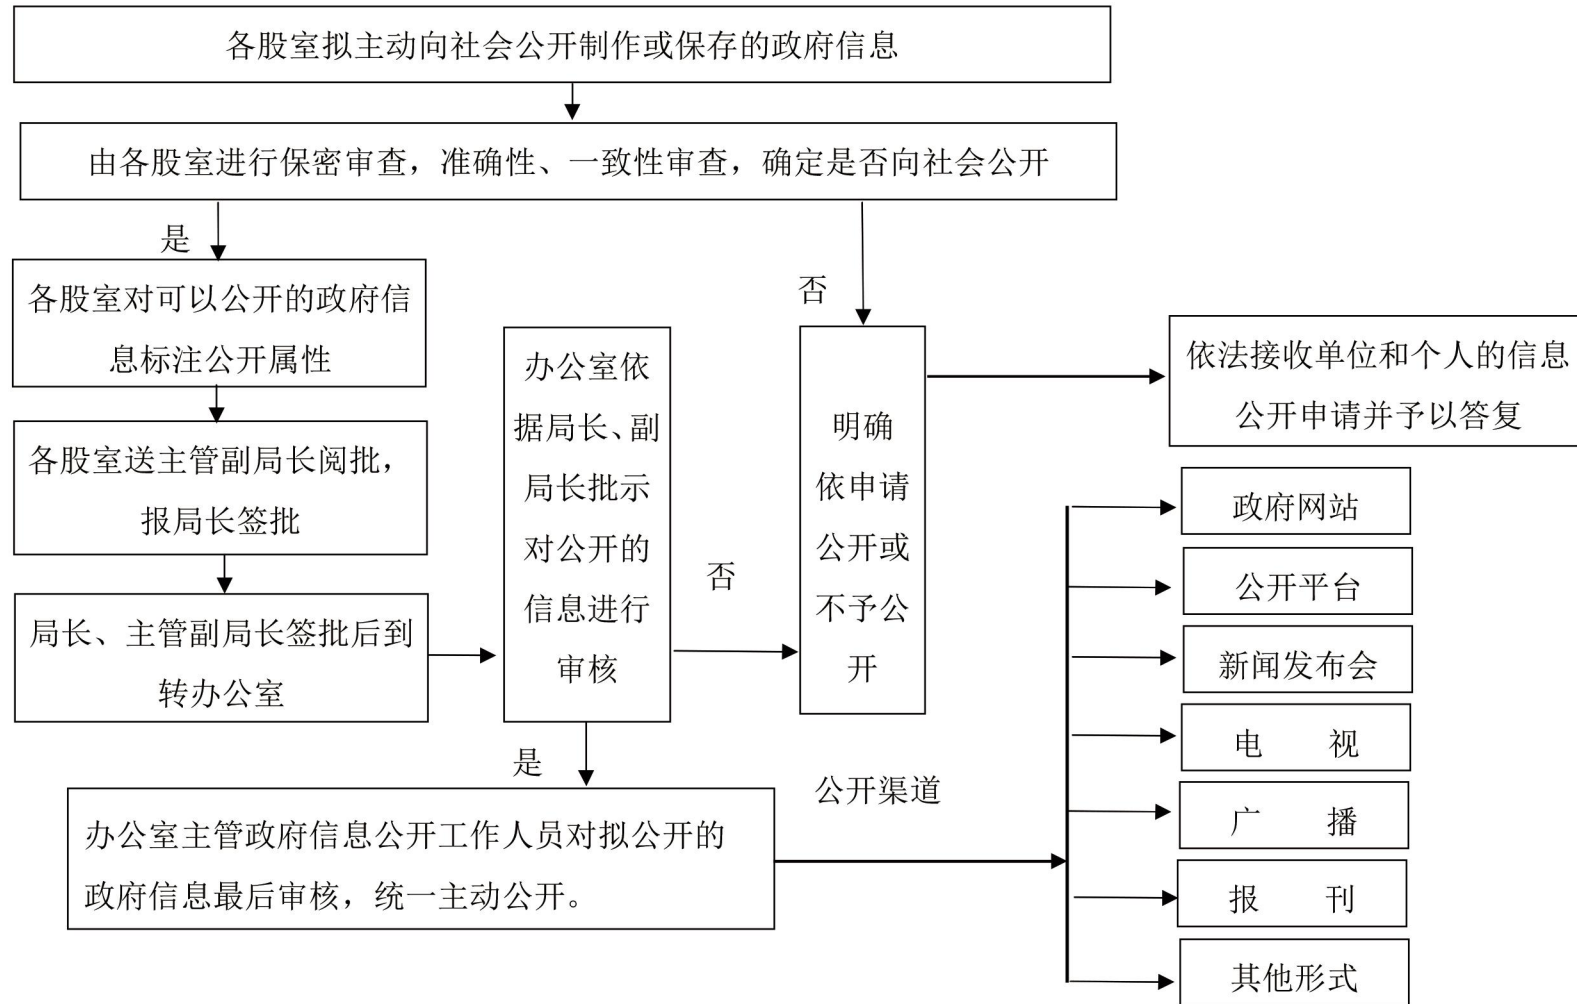 各股室拟主动向社会公开制作或保存的政府信息
由各股室进行保密审查，准确性、一致性审查，确定是否向社会公开
是
否
各股室对可以公开的政府信
息标注公开属性
各股室送主管副局长阅批，
报局长签批
局长、主管副局长签批后到
转办公室
办公室依
据局长、副
局长批示
对公开的
信息进行
审核
否
是
明确
依申请
公开或
不予公
开
依法接收单位和个人的信息
公开申请并予以答复
办公室主管政府信息公开工作人员对拟公开的
政府信息最后审核，统一主动公开。
公开渠道
政府网站
公开平台
新闻发布会
电 视
广 播
报 刊
其他形式